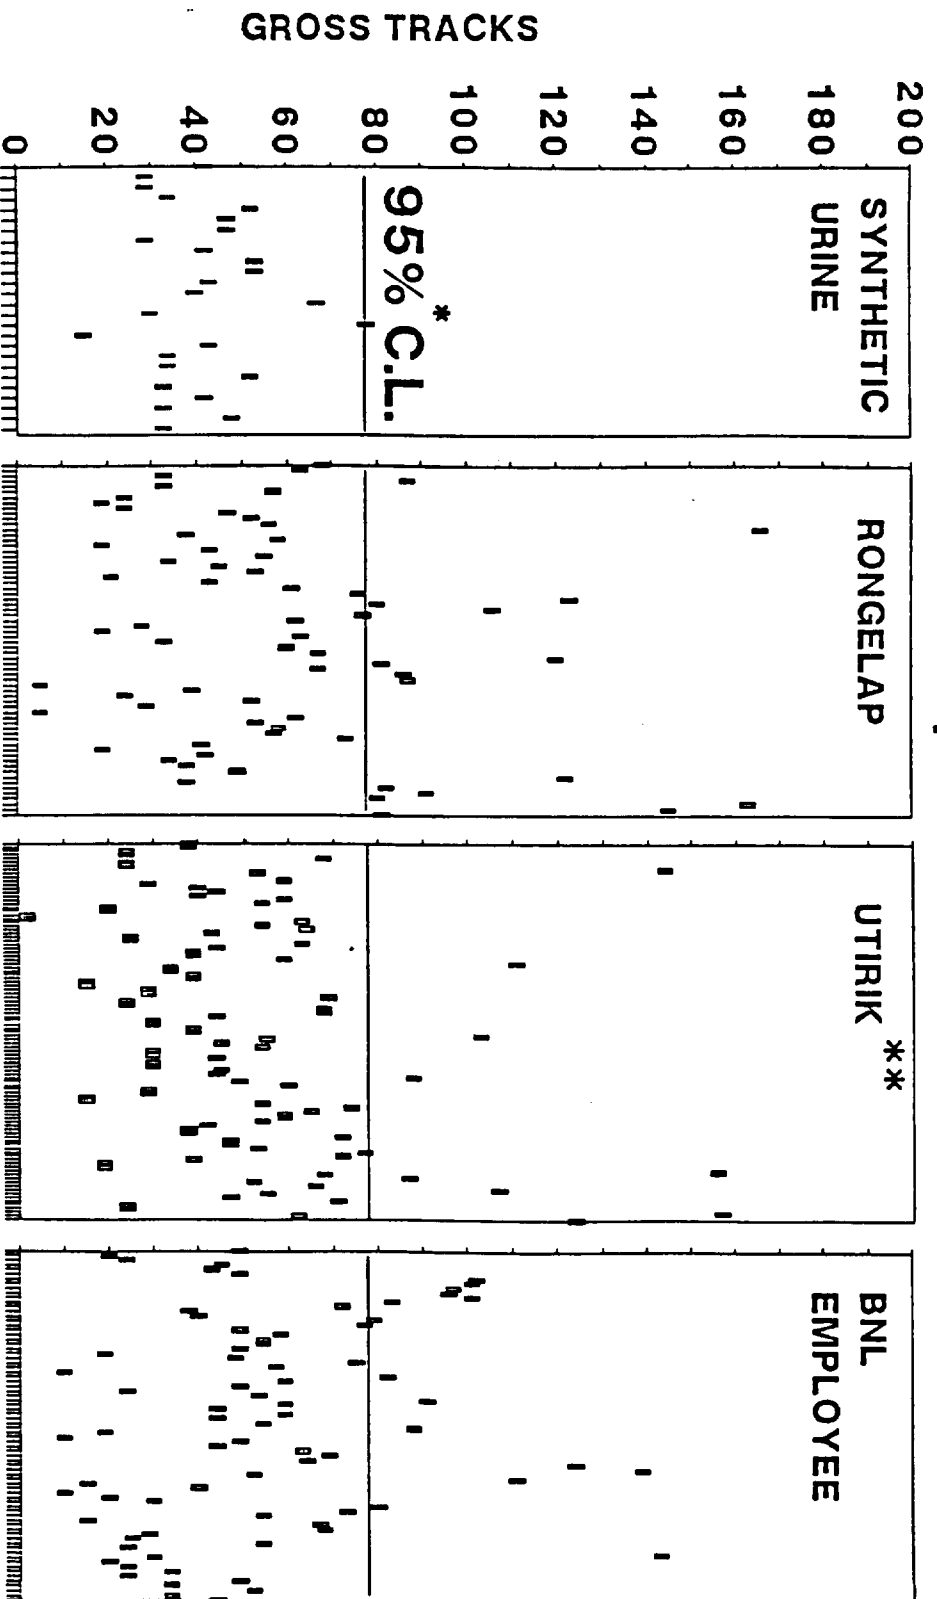 GROSS TRACKS
200
180
160
140
120
100
80
60
40
20
0
SYNTHETIC
URINE
95% C.L.*
RONGELAP
UTIRIK **
BNL
EMPLOYEE